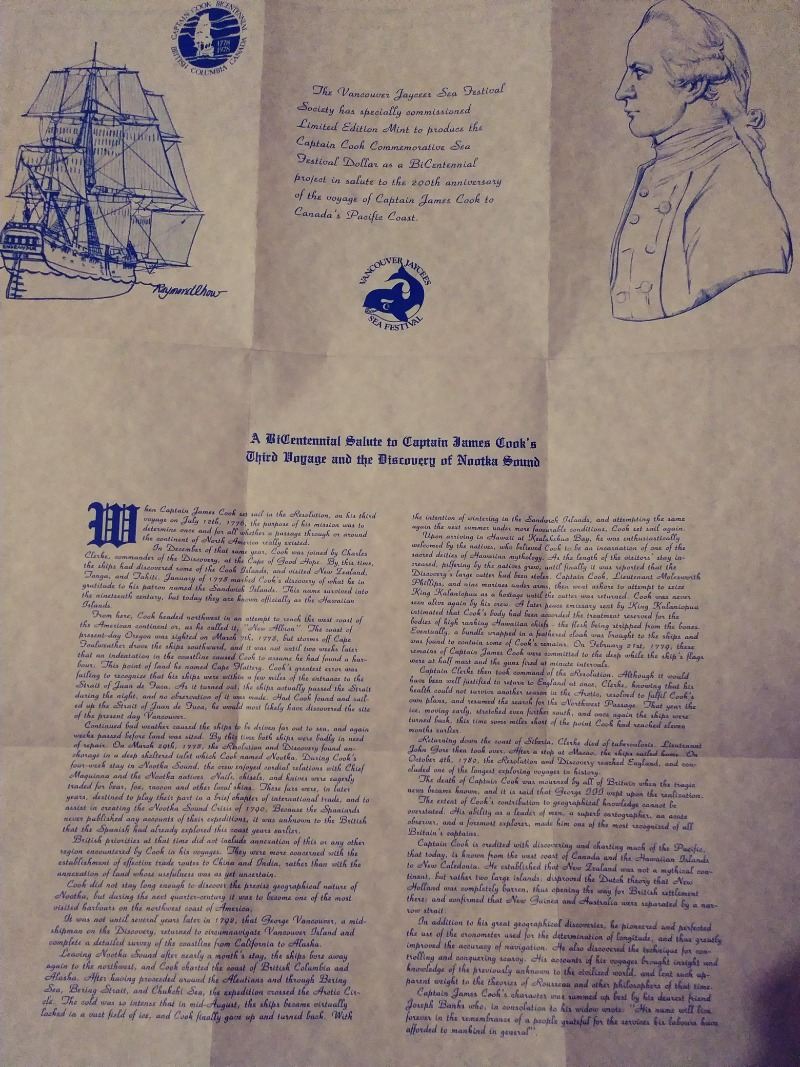 CAPTAIN COOK BICENTENNIAL
1778
1978
BRITISH COLUMBIA CANADA
The Vancouver Jaycees Sea Festival
Society has specially commissioned
Limited Edition Mint to produce the
Captain Cook Commemorative Sea
Festival Dollar as a BiCentennial
project in salute to the 200th anniversary
of the voyage of Captain James Cook to
Canada's Pacific Coast.
VANCOUVER JAYCEES
SEA FESTIVAL
A BiCentennial Salute to Captain James Cook's
Third Voyage and the Discovery of Nootka Sound
When Captain James Cook set sail in the Resolution, on his third
voyage on July 12th, 1776, the purpose of his mission was to
determine once and for all whether a passage through or around
the continent of North America really existed.
In December of that same year, Cook was joined by Charles
Clerke, commander of the Discovery, at the Cape of Good Hope. By this time,
the ships had discovered some of the Cook Islands, and visited New Zealand,
Tonga, and Tahiti. January of 1778 marked Cook's discovery of what he in
gratitude to his patron named the Sandwich Islands. This name survived into
the nineteenth century, but today they are known officially as the Hawaiian
Islands.
From here, Cook headed northwest in an attempt to reach the west coast of
the American continent or, as he called it, "New Albion". The coast of
present-day Oregon was sighted on March 7th, 1778, but storms off Cape
Foulweather drove the ships southward, and it was not until two weeks later
that an indentation in the coastline caused Cook to assume he had found a har-
bour. This point of land he named Cape Flattery. Cook's greatest error was
failing to recognize that his ships were within a few miles of the entrance to the
Strait of Juan de Fuca. As it turned out, the ships actually passed the Strait
during the night, and no observation of it was made. Had Cook found and sail-
ed up the Strait of Juan de Fuca, he would most likely have discovered the site
of the present day Vancouver.
Continued bad weather caused the ships to be driven far out to sea, and again
weeks passed before land was sited. By this time both ships were badly in need
of repair. On March 29th, 1778, the Resolution and Discovery found an-
chorage in a deep sheltered inlet which Cook named Nootka. During Cook's
four-week stay in Nootka Sound, the crew enjoyed cordial relations with Chief
Maquinna and the Nootka natives. Nails, chisels, and knives were eagerly
traded for bear, fox, racoon and other local skins. These furs were, in later
years, destined to play their part in a brief chapter of international trade, and to
assist in creating the Nootka Sound Crisis of 1790. Because the Spaniards
never published any accounts of their expeditions, it was unknown to the British
that the Spanish had already explored this coast years earlier.
British priorities at that time did not include annexation of this or any other
region encountered by Cook in his voyages. They were more concerned with the
establishment of effective trade routes to China and India, rather than with the
annexation of land whose usefulness was as yet uncertain.
Cook did not stay long enough to discover the precise geographical nature of
Nootka, but during the next quarter-century it was to become one of the most
visited harbours on the northwest coast of America.
It was not until several years later in 1792, that George Vancouver, a mid-
shipman on the Discovery, returned to circumnavigate Vancouver Island and
complete a detailed survey of the coastline from California to Alaska.
Leaving Nootka Sound after nearly a month's stay, the ships bore away
again to the northwest, and Cook charted the coast of British Columbia and
Alaska. After having proceeded around the Aleutians and through Bering
Sea, Bering Strait, and Chukchi Sea, the expedition crossed the Arctic Cir-
cle. The cold was so intense that in mid-August, the ships became virtually
locked in a vast field of ice, and Cook finally gave up and turned back. With
the intention of wintering in the Sandwich Islands, and attempting the same
again the next summer under more favourable conditions, Cook set sail again.
Upon arriving in Hawaii at Kealakekua Bay, he was enthusiastically
welcomed by the natives, who believed Cook to be an incarnation of one of the
sacred deities of Hawaiian mythology. As the length of the visitors' stay in-
creased, pilfering by the natives grew, until finally it was reported that the
Discovery's large cutter had been stolen. Captain Cook, Lieutenant Molesworth
Phillips, and nine marines under arms, then went ashore to attempt to seize
King Kalaniopua as a hostage until the cutter was returned. Cook was never
seen alive again by his crew. A later peace emissary sent by King Kalaniopua
intimated that Cook's body had been accorded the treatment reserved for the
bodies of high ranking Hawaiian chiefs - the flesh being stripped from the bones.
Eventually, a bundle wrapped in a feathered cloak was brought to the ships and
was found to contain some of Cook's remains. On February 21st, 1779, these
remains of Captain James Cook were committed to the deep while the ship's flags
were at half mast and the guns fired at minute intervals.
Captain Clerke then took command of the Resolution. Although it would
have been well justified to return to England at once, Clerke, knowing that his
health could not survive another season in the Arctic, resolved to fulfil Cook's
own plans, and resumed the search for the Northwest Passage. That year the
ice, moving early, stretched even further south, and once again the ships were
turned back, this time some miles short of the point Cook had reached eleven
months earlier.
Returning down the coast of Siberia, Clerke died of tuberculosis. Lieutenant
John Gore then took over. After a stop at Macao, the ships sailed home. On
October 4th, 1780, the Resolution and Discovery reached England, and con-
cluded one of the longest exploring voyages in history.
The death of Captain Cook was mourned by all of Britain when the tragic
news became known, and it is said that George III wept upon the realization.
The extent of Cook's contribution to geographical knowledge cannot be
overstated. His ability as a leader of men, a superb cartographer, an acute
observer, and a foremost explorer, made him one of the most recognized of all
Britain's captains.
Captain Cook is credited with discovering and charting much of the Pacific,
that today, is known from the west coast of Canada and the Hawaiian Islands
to New Caledonia. He established that New Zealand was not a mythical con-
tinent, but rather two large islands; disproved the Dutch theory that New
Holland was completely barren, thus opening the way for British settlement
there; and confirmed that New Guinea and Australia were separated by a nar-
row strait.
In addition to his great geographical discoveries, he pioneered and perfected
the use of the cronometer used for the determination of longitude, and thus greatly
improved the accuracy of navigation. He also discovered the technique for con-
trolling and conquering scurvy. His accounts of his voyages brought insight and
knowledge of the previously unknown to the civilized world, and lent such ap-
parent weight to the theories of Rousseau and other philosophers of that time.
Captain James Cook's character was summed up best by his dearest friend
Joseph Banks who, in consolation to his widow wrote: "His name will live
forever in the remembrance of a people grateful for the services his labours have
afforded to mankind in general".